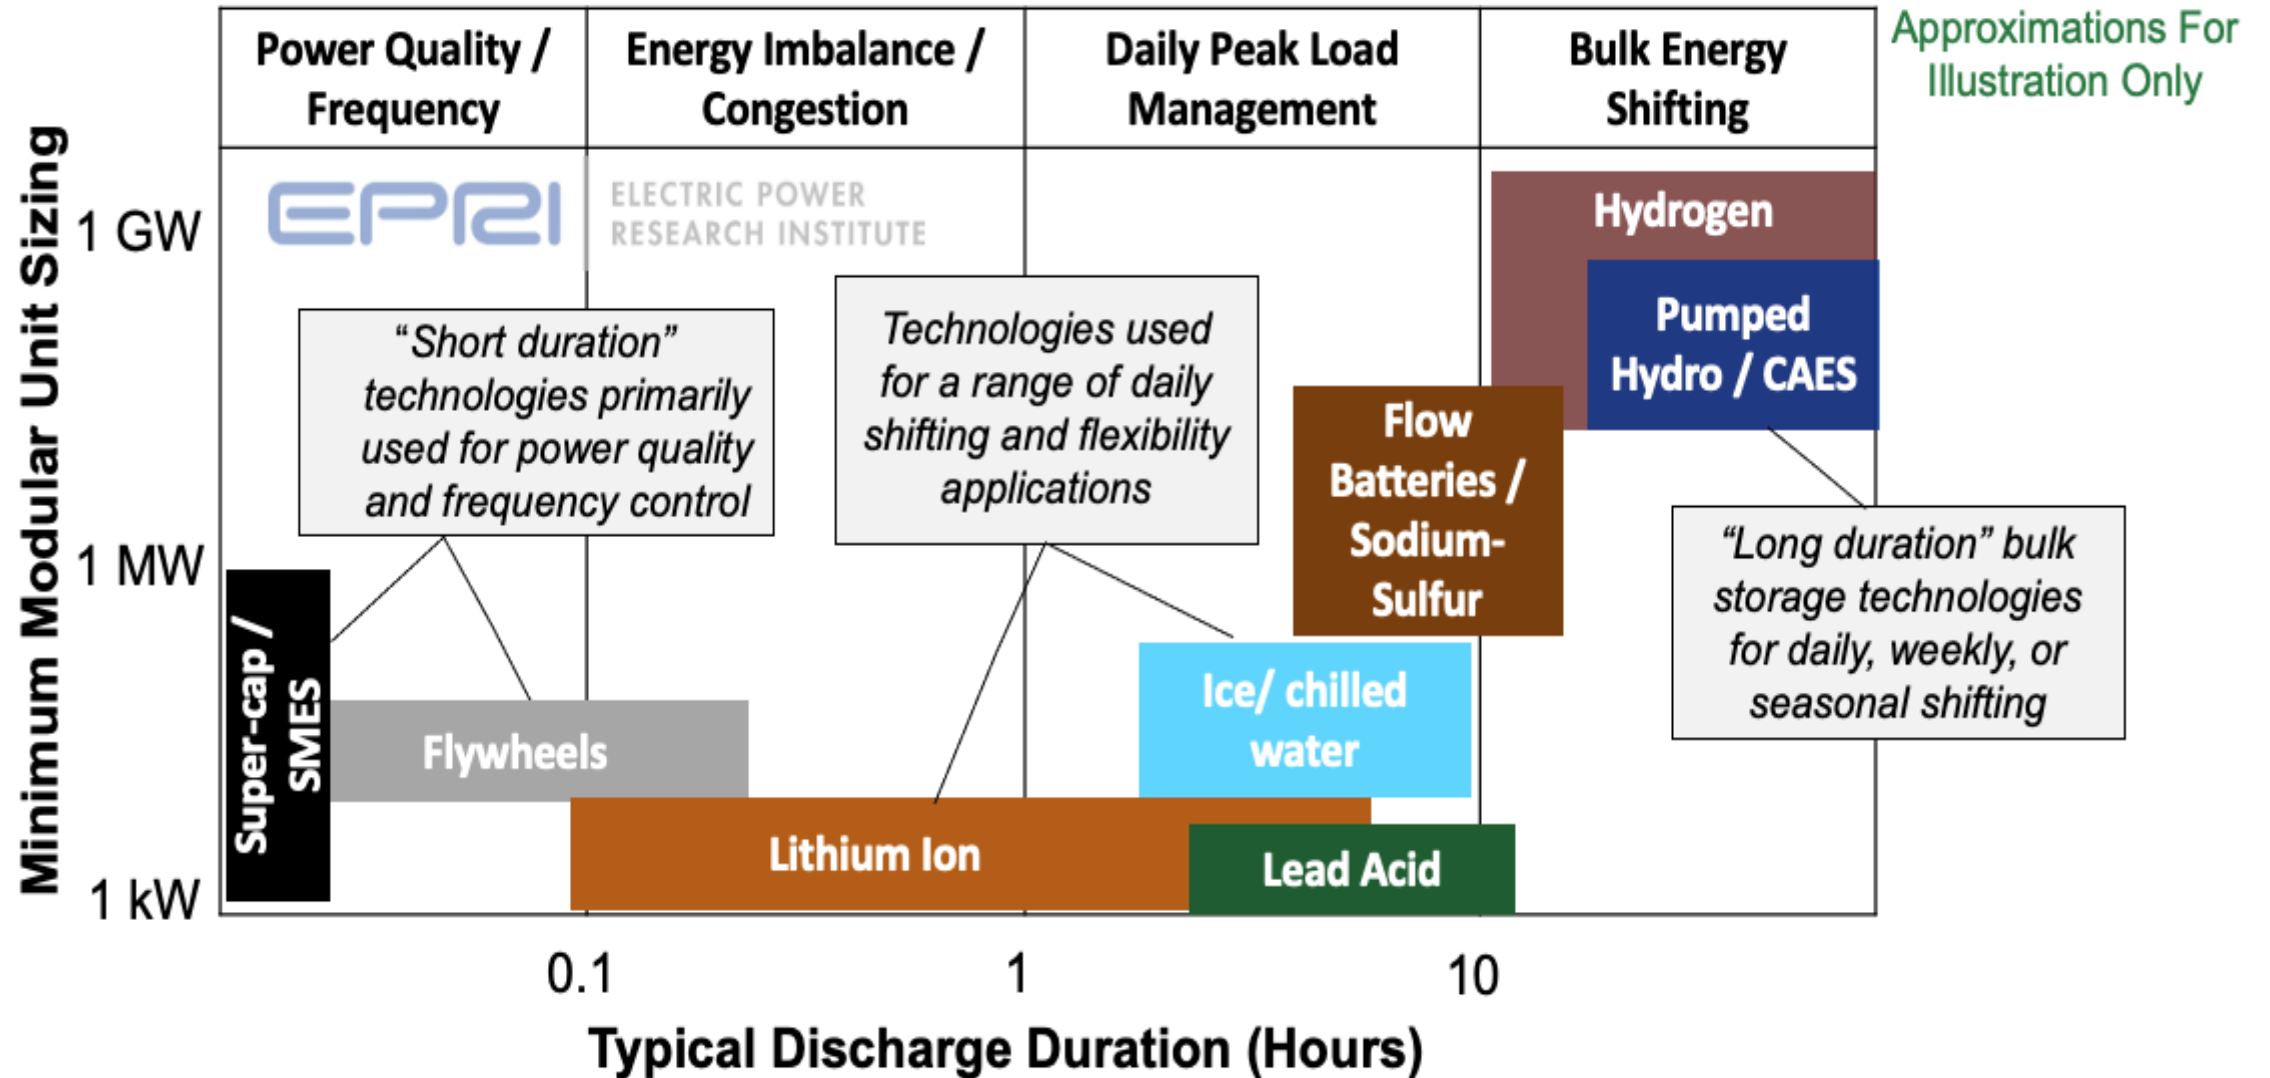 Power Quality /
Frequency
Energy Imbalance /
Congestion
Daily Peak Load
Management
Bulk Energy
Shifting
Approximations For
Illustration Only
Minimum Modular Unit Sizing
1 GW
1 MW
1 kW
EPRI
ELECTRIC POWER
RESEARCH INSTITUTE
“Short duration”
technologies primarily
used for power quality
and frequency control
Technologies used
for a range of daily
shifting and flexibility
applications
Hydrogen
Pumped
Hydro / CAES
Flow
Batteries /
Sodium-
Sulfur
“Long duration” bulk
storage technologies
for daily, weekly, or
seasonal shifting
Super-cap /
SMES
Flywheels
Ice/ chilled
water
Lithium Ion
Lead Acid
0.1
1
10
Typical Discharge Duration (Hours)